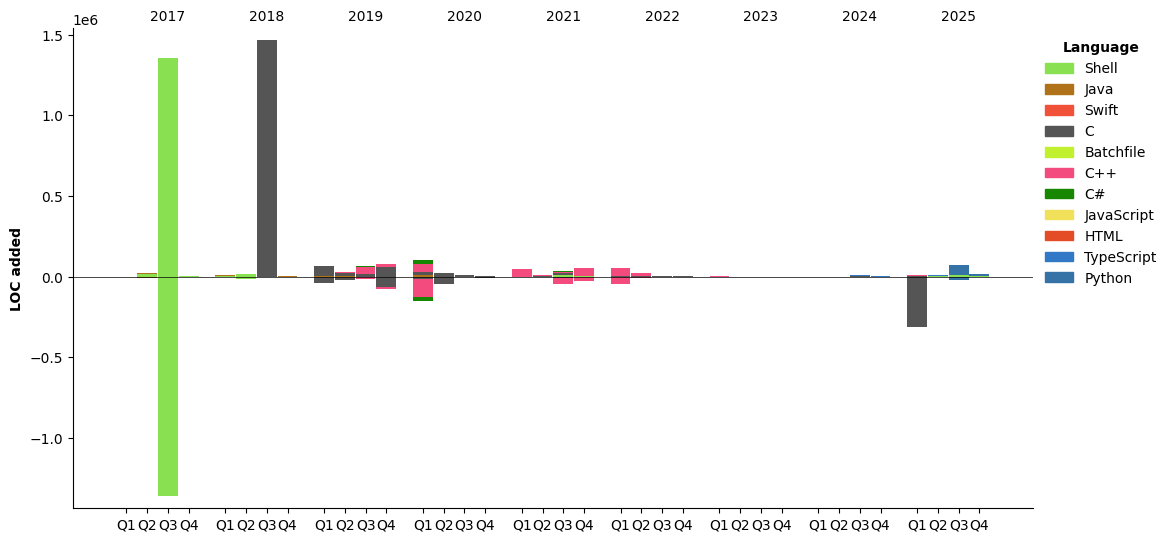 1e6
2017 2018 2019 2020 2021 2022 2023 2024 2025
1.5
1.0
0.5
0.0
−0.5
−1.0
LOC added
Q1 Q2 Q3 Q4 Q1 Q2 Q3 Q4 Q1 Q2 Q3 Q4 Q1 Q2 Q3 Q4 Q1 Q2 Q3 Q4 Q1 Q2 Q3 Q4 Q1 Q2 Q3 Q4 Q1 Q2 Q3 Q4 Q1 Q2 Q3 Q4
Language
Shell
Java
Swift
C
Batchfile
C++
C#
JavaScript
HTML
TypeScript
Python